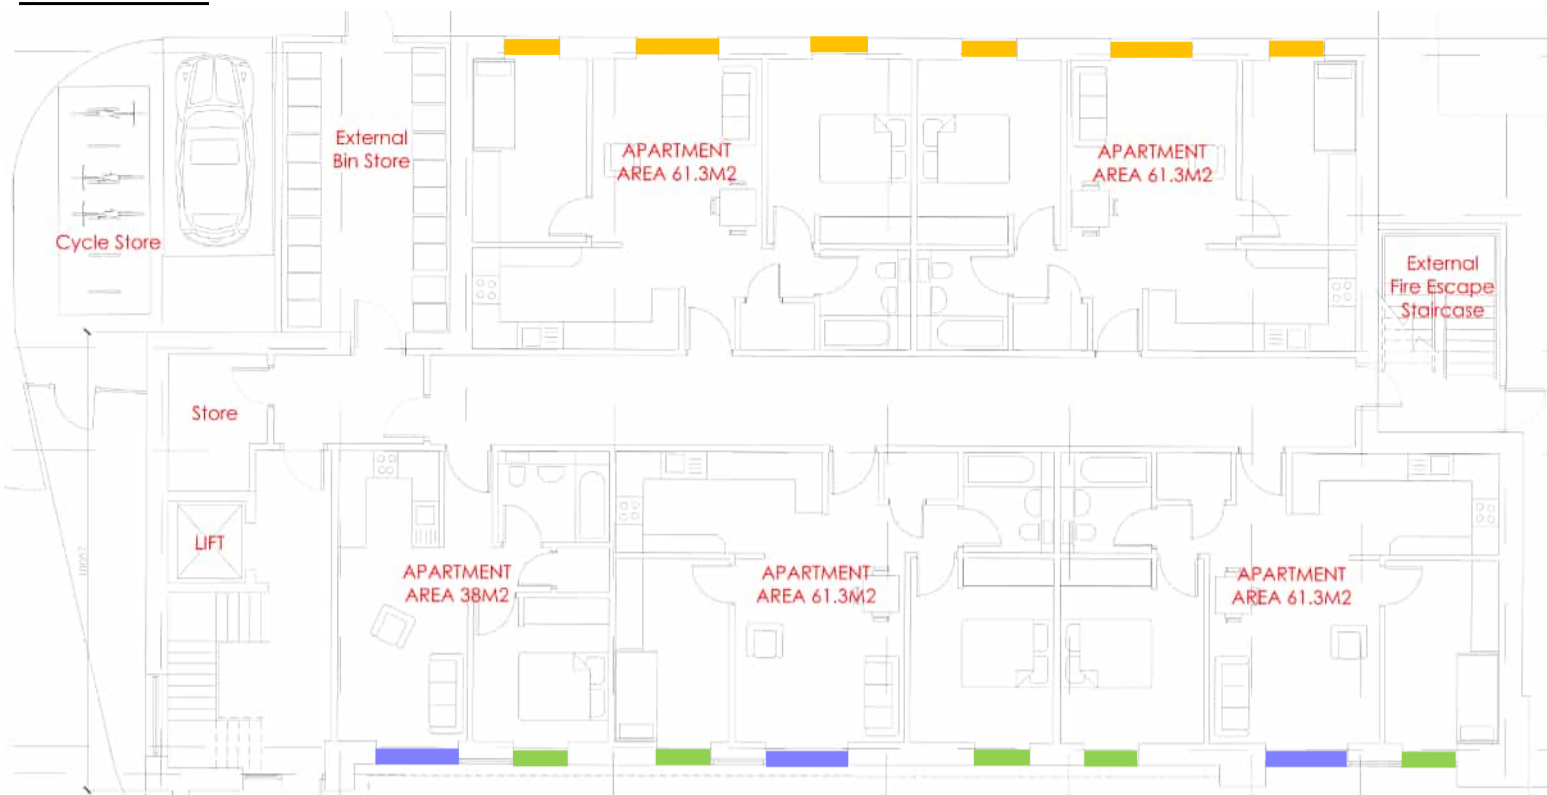 External
Bin Store
APARTMENT
AREA 61.3M2
APARTMENT
AREA 61.3M2
Cycle Store
External
Fire Escape
Staircase
Store
LIFT
APARTMENT
AREA 38M2
APARTMENT
AREA 61.3M2
APARTMENT
AREA 61.3M2